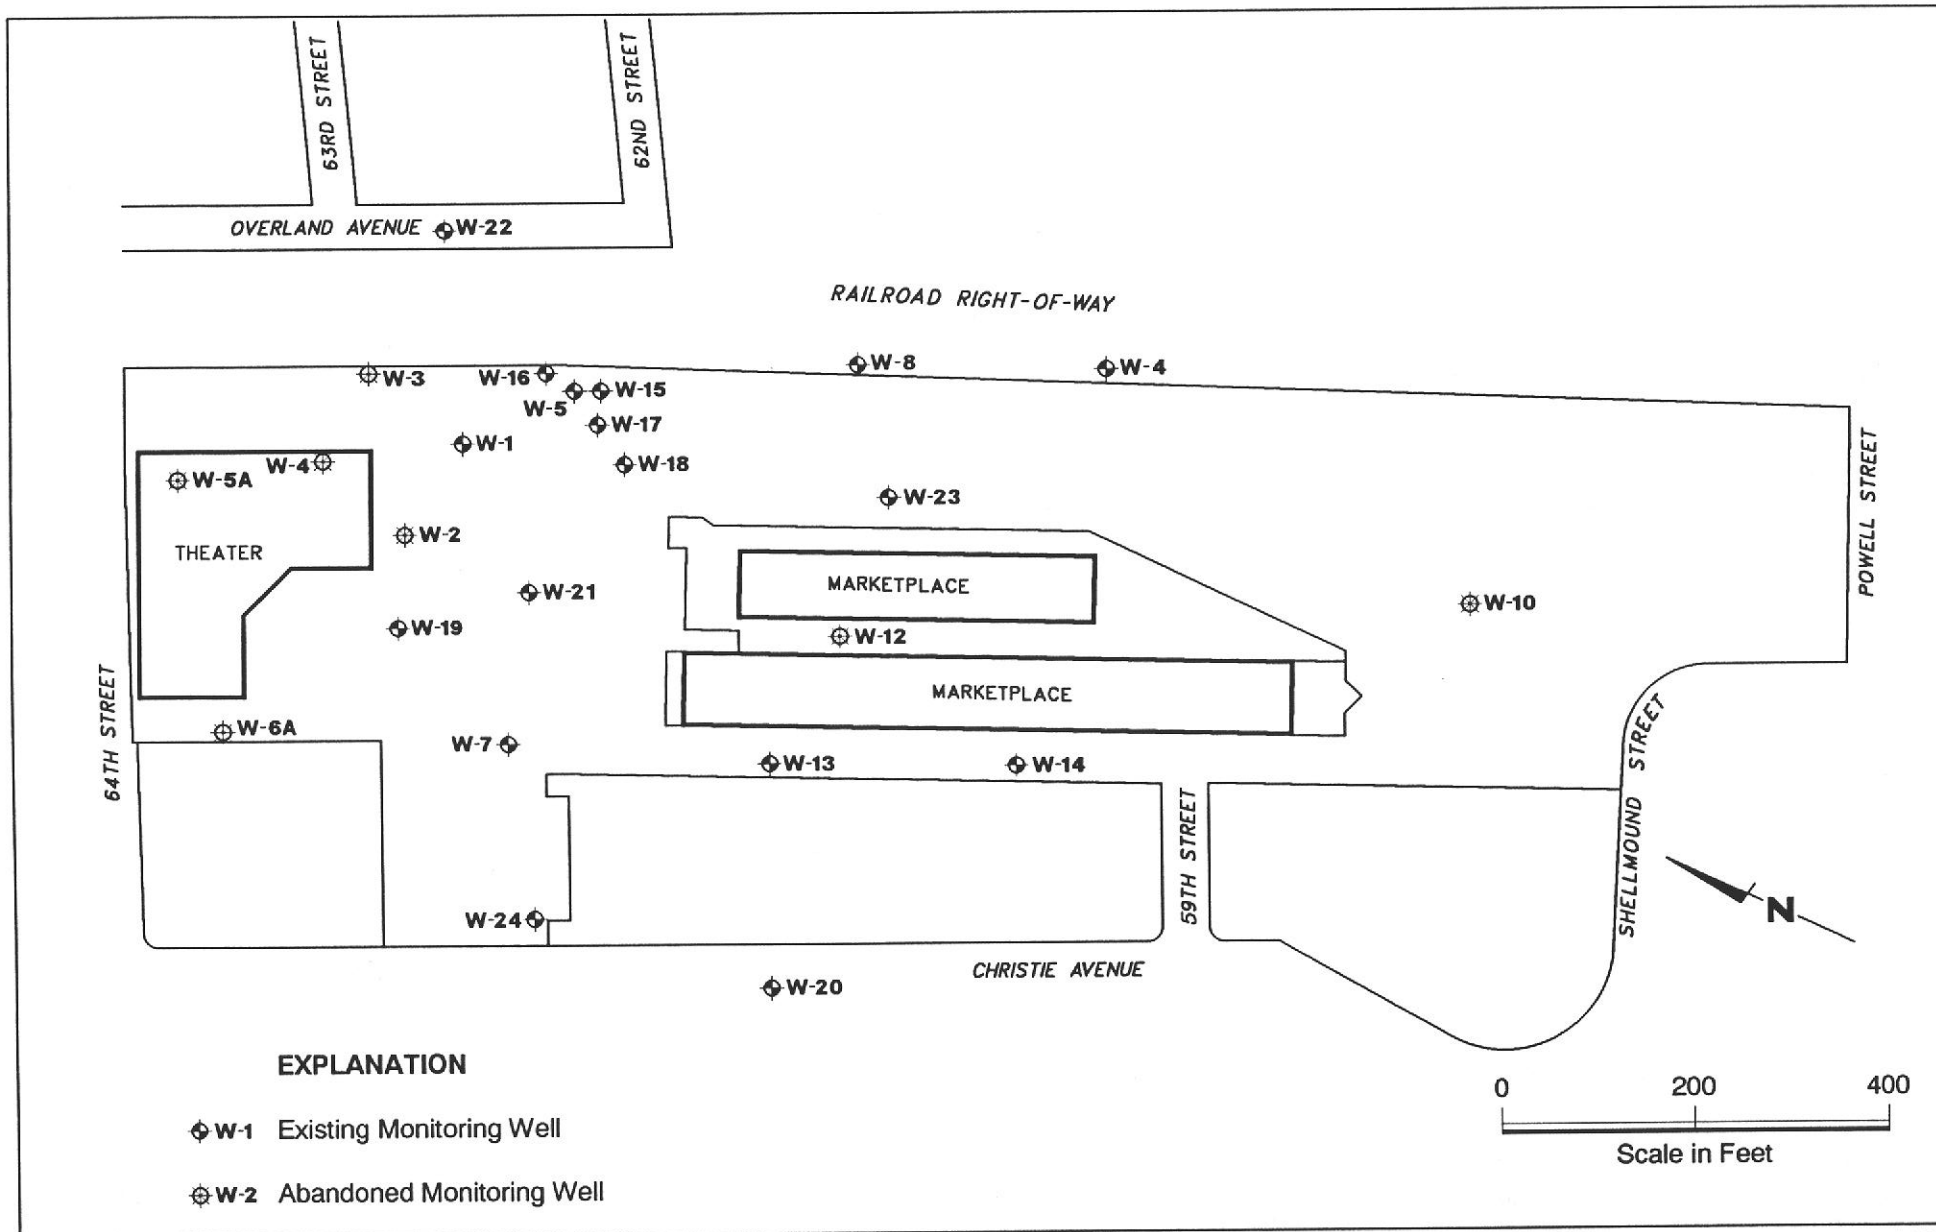 63RD STREET
62ND STREET
OVERLAND AVENUE
W-22
RAILROAD RIGHT-OF-WAY
W-3
W-16
W-8
W-4
W-5
W-15
W-17
W-1
W-18
W-4
W-5A
W-23
W-2
THEATER
MARKETPLACE
POWELL STREET
W-21
W-10
W-19
W-12
MARKETPLACE
64TH STREET
W-6A
W-7
W-13
W-14
SHELLMOUND STREET
59TH STREET
W-24
N
CHRISTIE AVENUE
W-20
EXPLANATION
W-1 Existing Monitoring Well
W-2 Abandoned Monitoring Well
0 200 400
Scale in Feet